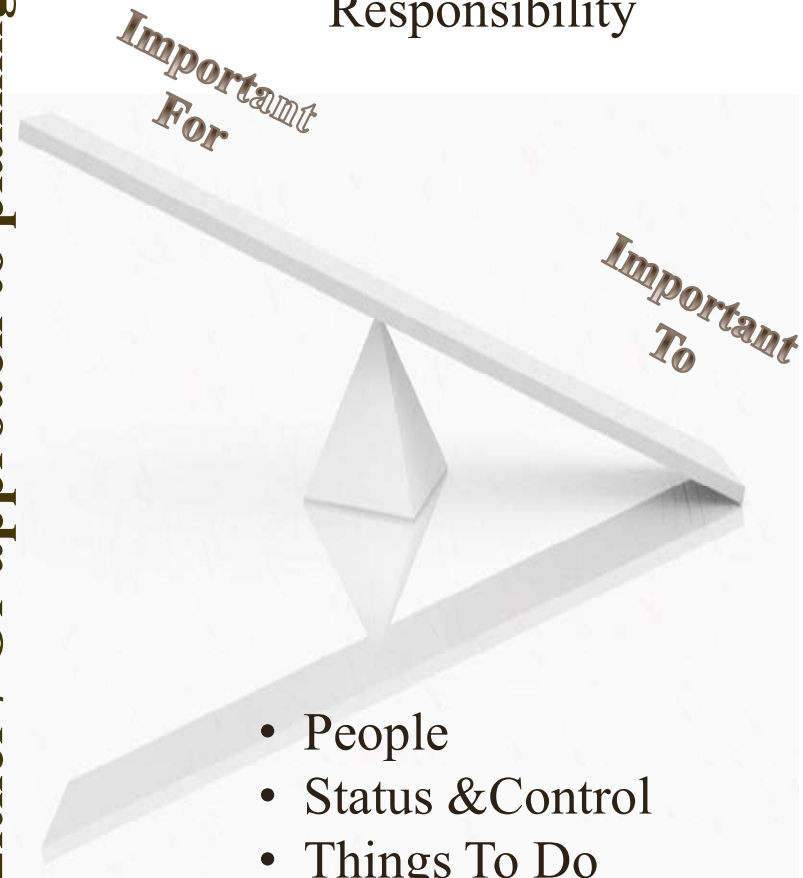 Responsibility
Important
For
Important
To
• People
• Status &Control
• Things To Do